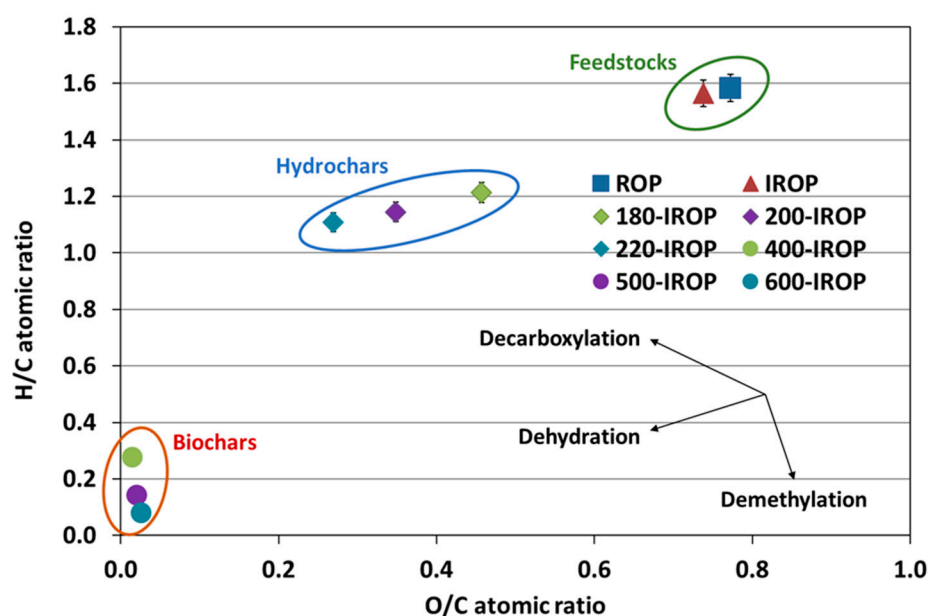 1.8
1.6
1.4
1.2
1.0
0.8
0.6
0.4
0.2
0.0
H/C atomic ratio
Feedstocks
Hydrochars
ROP IROP
180-IROP 200-IROP
220-IROP 400-IROP
500-IROP 600-IROP
Decarboxylation
Dehydration
Demethylation
Biochars
0.0 0.2 0.4 0.6 0.8 1.0
O/C atomic ratio